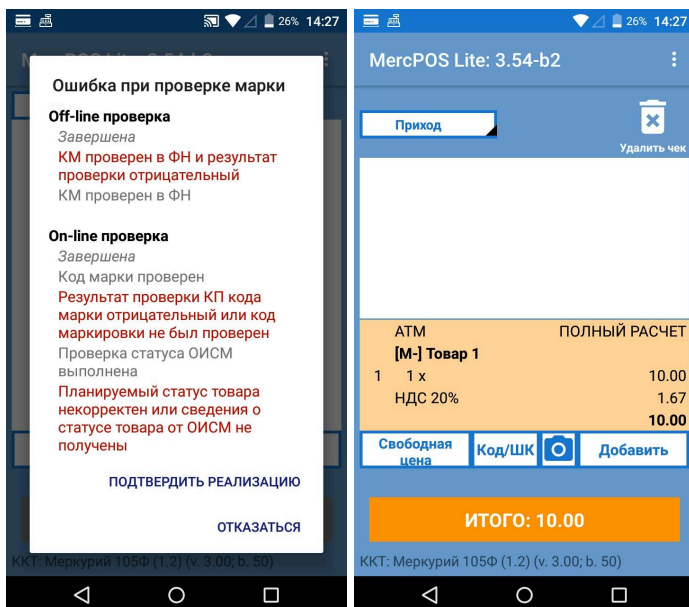 26% 14:27
Ошибка при проверке марки
Off-line проверка
Завершена
КМ проверен в ФН и результат
проверки отрицательный
КМ проверен в ФН
On-line проверка
Завершена
Код марки проверен
Результат проверки КП кода
марки отрицательный или код
маркировки не был проверен
Проверка статуса ОИСМ
выполнена
Планируемый статус товара
некорректен или сведения о
статусе товара от ОИСМ не
получены
ПОДТВЕРДИТЬ РЕАЛИЗАЦИЮ
ОТКАЗАТЬСЯ
ККТ: Меркурий 105Ф (1.2) (v. 3.00; b. 50)
26% 14:27
MercPOS Lite: 3.54-b2
Приход
Удалить чек
АТМ ПОЛНЫЙ РАСЧЕТ
[M-] Товар 1
1 1 x 10.00
НДС 20% 1.67
10.00
Свободная
цена
Код/ШК
Добавить
ИТОГО: 10.00
ККТ: Меркурий 105Ф (1.2) (v. 3.00; b. 50)